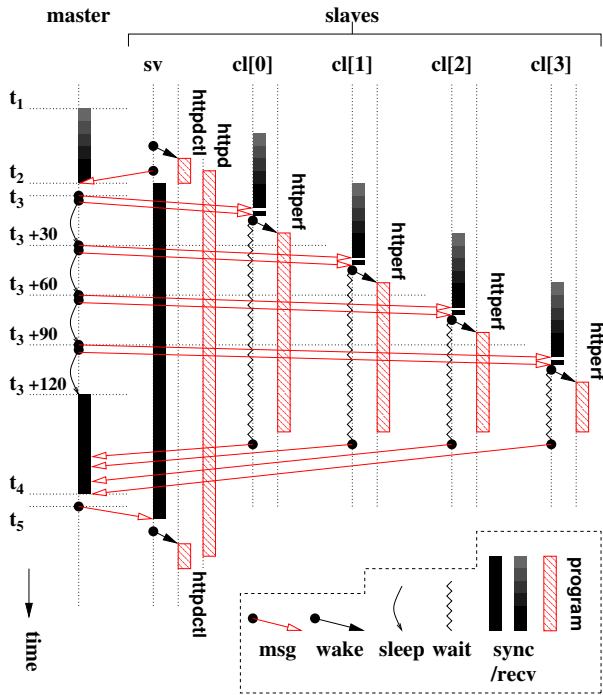 master
slaves
sv
cl[0]
cl[1]
cl[2]
cl[3]
t1
httpdctl
httpd
t2
t3
httperf
t3 +30
httperf
t3 +60
httperf
t3 +90
httperf
t3 +120
t4
t5
httpdctl
time
program
msg
wake
sleep
wait
sync
/recv